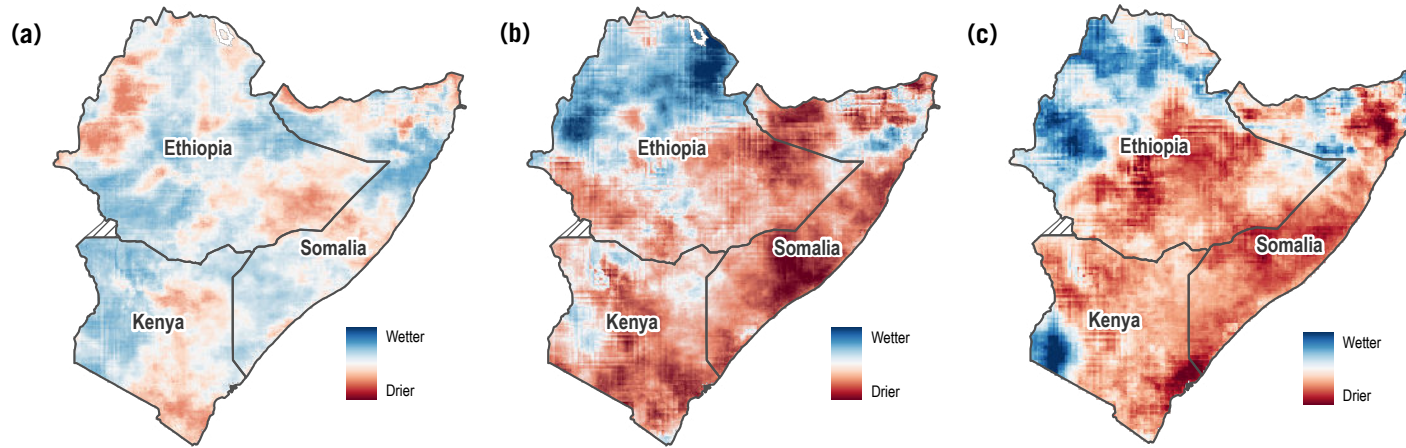 (a)
Ethiopia
Somalia
Kenya
Wetter
Drier
(b)
Ethiopia
Somalia
Kenya
Wetter
Drier
(c)
Ethiopia
Somalia
Kenya
Wetter
Drier